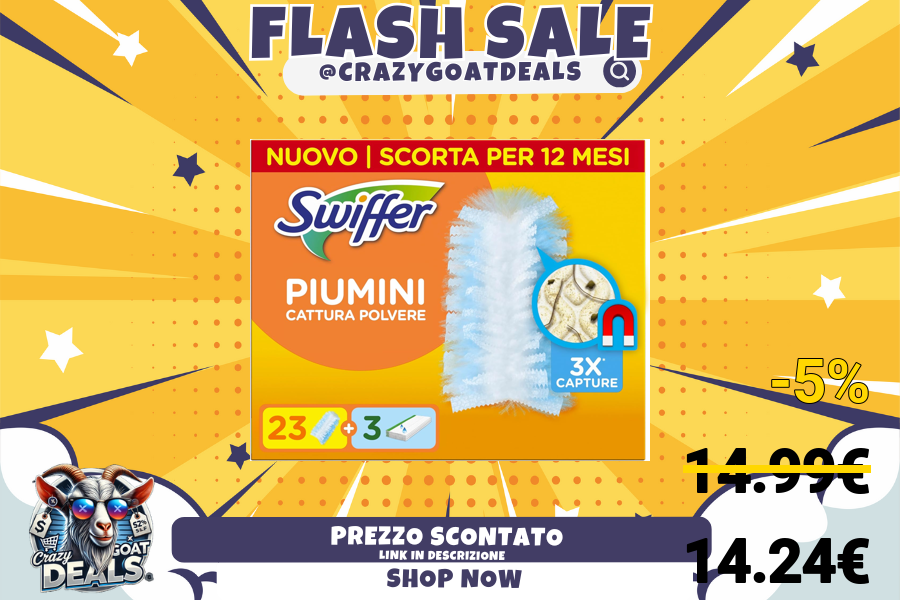 FLASH SALE
@CRAZYGOATDEALS
NUOVO | SCORTA PER 12 MESI
Swiffer
PIUMINI
CATTURA POLVERE
3X*
CAPTURE
23 + 3
-5%
14.99€
PREZZO SCONTATO
LINK IN DESCRIZIONE
SHOP NOW
14.24€
$
52%
Crazy
GOAT
DEALS